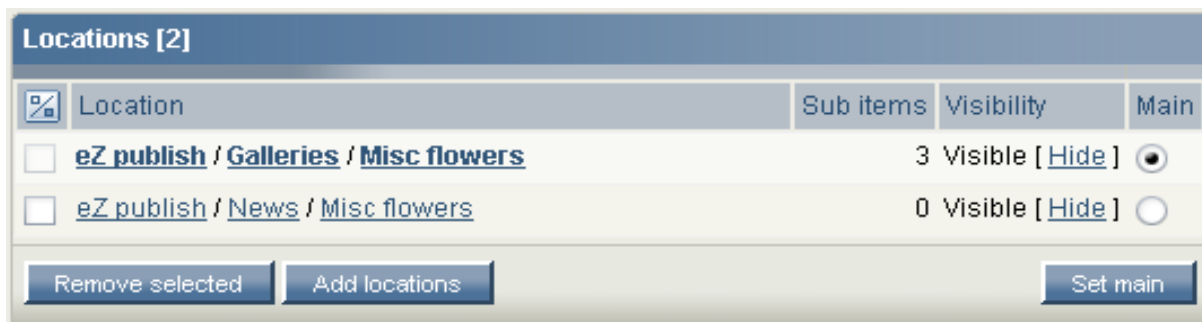 Locations [2]
Location Sub items Visibility Main
eZ publish / Galleries / Misc flowers 3 Visible [ Hide ]
eZ publish / News / Misc flowers 0 Visible [ Hide ]
Remove selected Add locations Set main